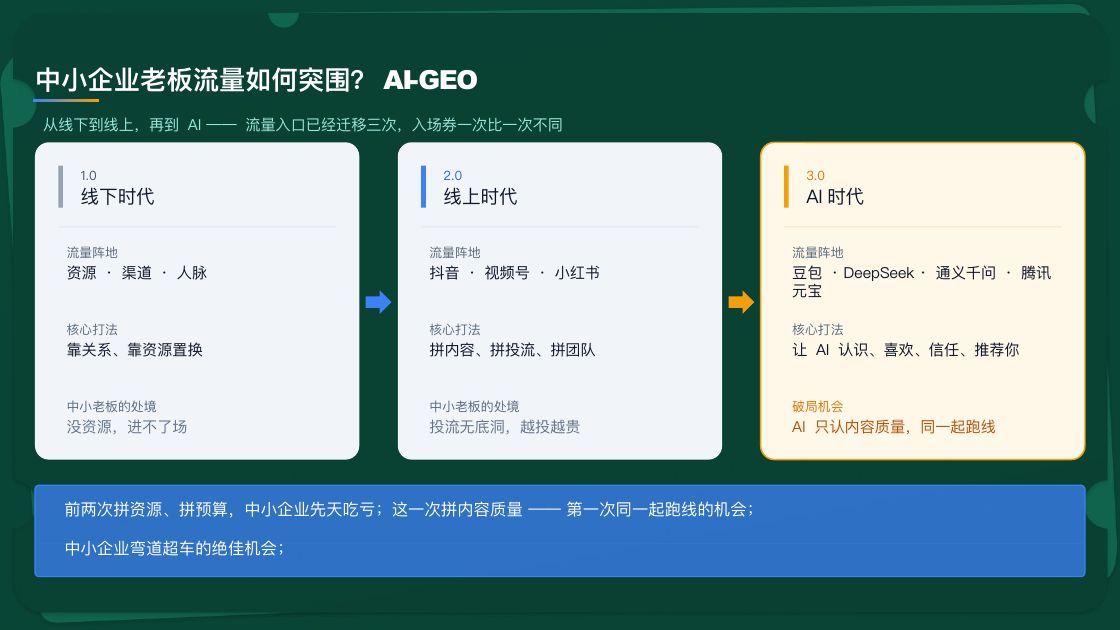 中小企业老板流量如何突围？ AI-GEO
从线下到线上，再到 AI —— 流量入口已经迁移三次，入场券一次比一次不同
1.0
线下时代
流量阵地
资源 · 渠道 · 人脉
核心打法
靠关系、靠资源置换
中小老板的处境
没资源，进不了场
2.0
线上时代
流量阵地
抖音 · 视频号 · 小红书
核心打法
拼内容、拼投流、拼团队
中小老板的处境
投流无底洞，越投越贵
3.0
AI 时代
流量阵地
豆包 · DeepSeek · 通义千问 · 腾讯
元宝
核心打法
让 AI 认识、喜欢、信任、推荐你
破局机会
AI 只认内容质量，同一起跑线
前两次拼资源、拼预算，中小企业先天吃亏；这一次拼内容质量 —— 第一次同一起跑线的机会；
中小企业弯道超车的绝佳机会；